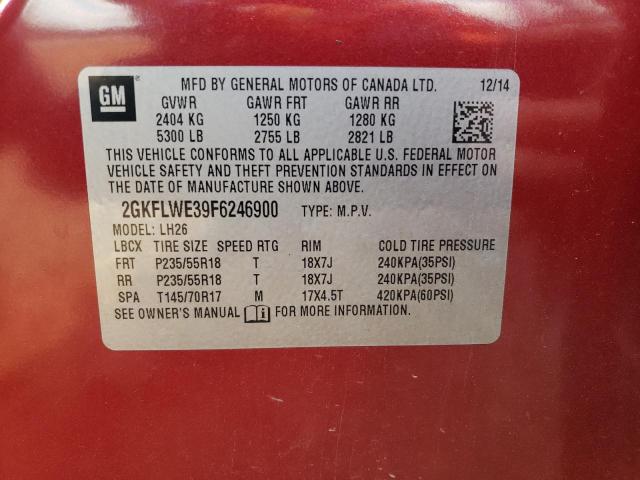 GM
MFD BY GENERAL MOTORS OF CANADA LTD. 12/14
GVWR GAWR FRT GAWR RR
2404 KG 1250 KG 1280 KG
5300 LB 2755 LB 2821 LB
THIS VEHICLE CONFORMS TO ALL APPLICABLE U.S. FEDERAL MOTOR
VEHICLE SAFETY AND THEFT PREVENTION STANDARDS IN EFFECT ON
THE DATE OF MANUFACTURE SHOWN ABOVE.
2GKFLWE39F6246900 TYPE: M.P.V.
MODEL: LH26
LBCX TIRE SIZE SPEED RTG RIM COLD TIRE PRESSURE
FRT P235/55R18 T 18X7J 240KPA(35PSI)
RR P235/55R18 T 18X7J 240KPA(35PSI)
SPA T145/70R17 M 17X4.5T 420KPA(60PSI)
SEE OWNER'S MANUAL FOR MORE INFORMATION.